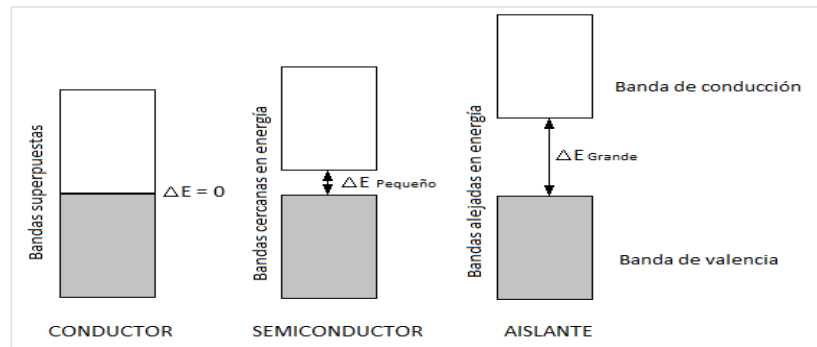 Bandas superpuestas
△E = 0
CONDUCTOR
Bandas cercanas en energía
△E Pequeño
SEMICONDUCTOR
Bandas alejadas en energía
△E Grande
AISLANTE
Banda de conducción
Banda de valencia